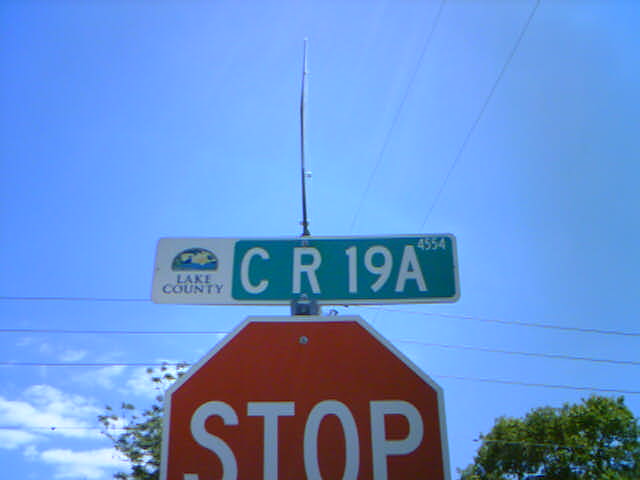 LAKE
COUNTY
C R 19A
4554
STOP